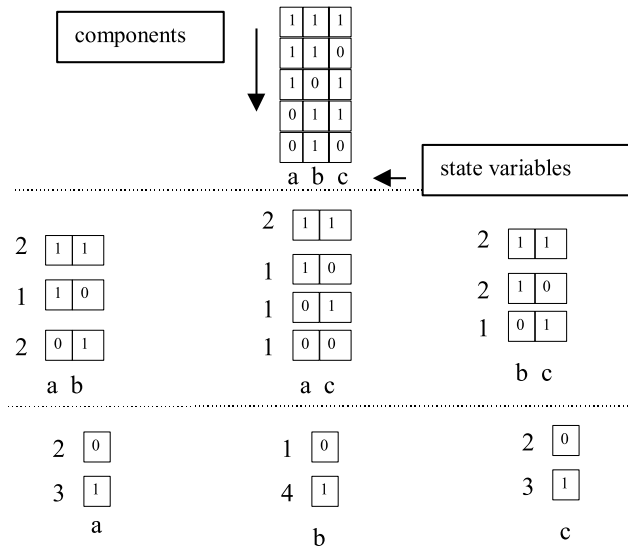 components
1 1 1
1 1 0
1 0 1
0 1 1
0 1 0
a b c
state variables
2 1 1
1 1 0
2 0 1
a b
2 1 1
1 1 0
1 0 1
1 0 0
a c
2 1 1
2 1 0
1 0 1
b c
2 0
3 1
a
1 0
4 1
b
2 0
3 1
c